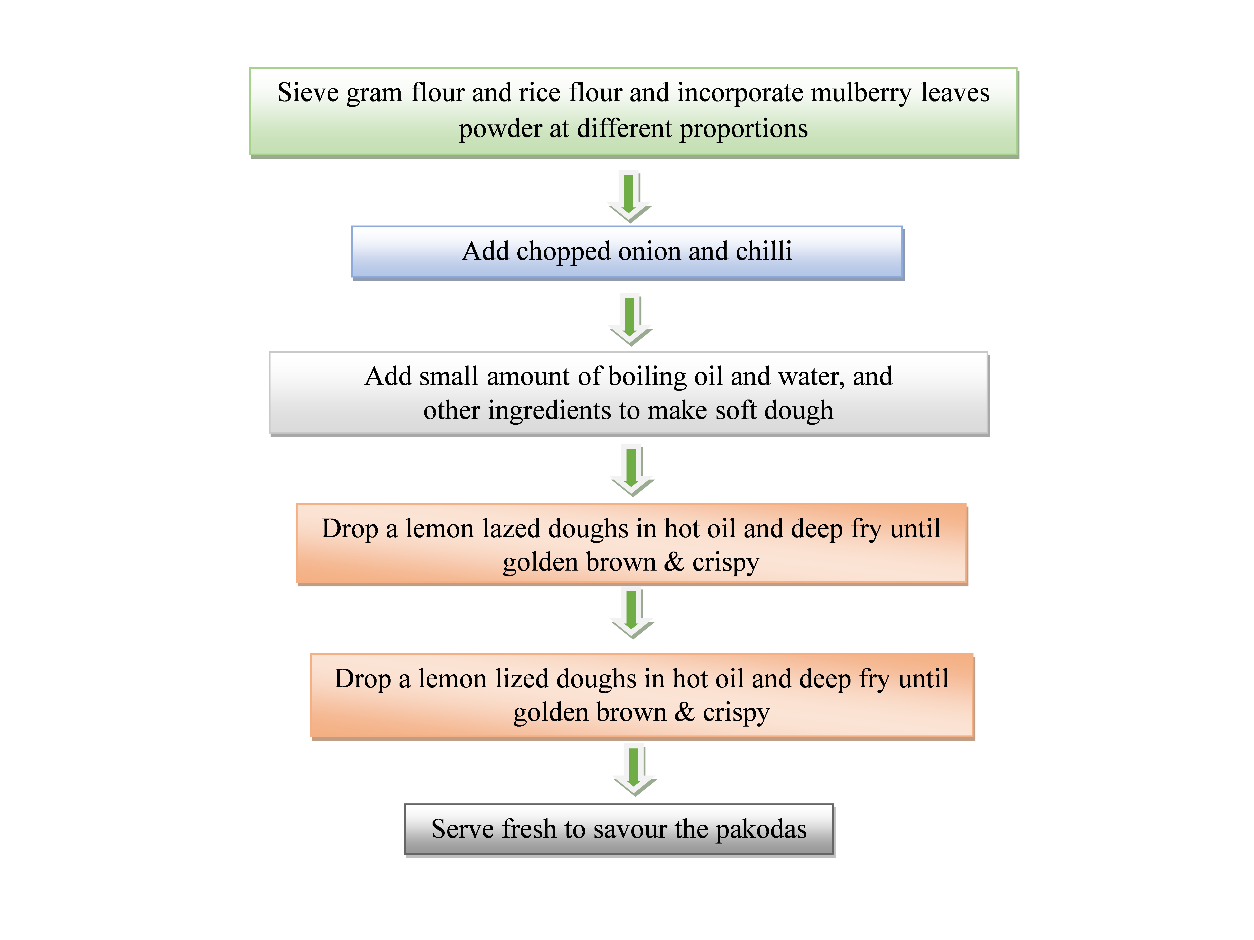 Sieve gram flour and rice flour and incorporate mulberry leaves
powder at different proportions
Add chopped onion and chilli
Add small amount of boiling oil and water, and
other ingredients to make soft dough
Drop a lemon lazed doughs in hot oil and deep fry until
golden brown & crispy
Drop a lemon lized doughs in hot oil and deep fry until
golden brown & crispy
Serve fresh to savour the pakodas